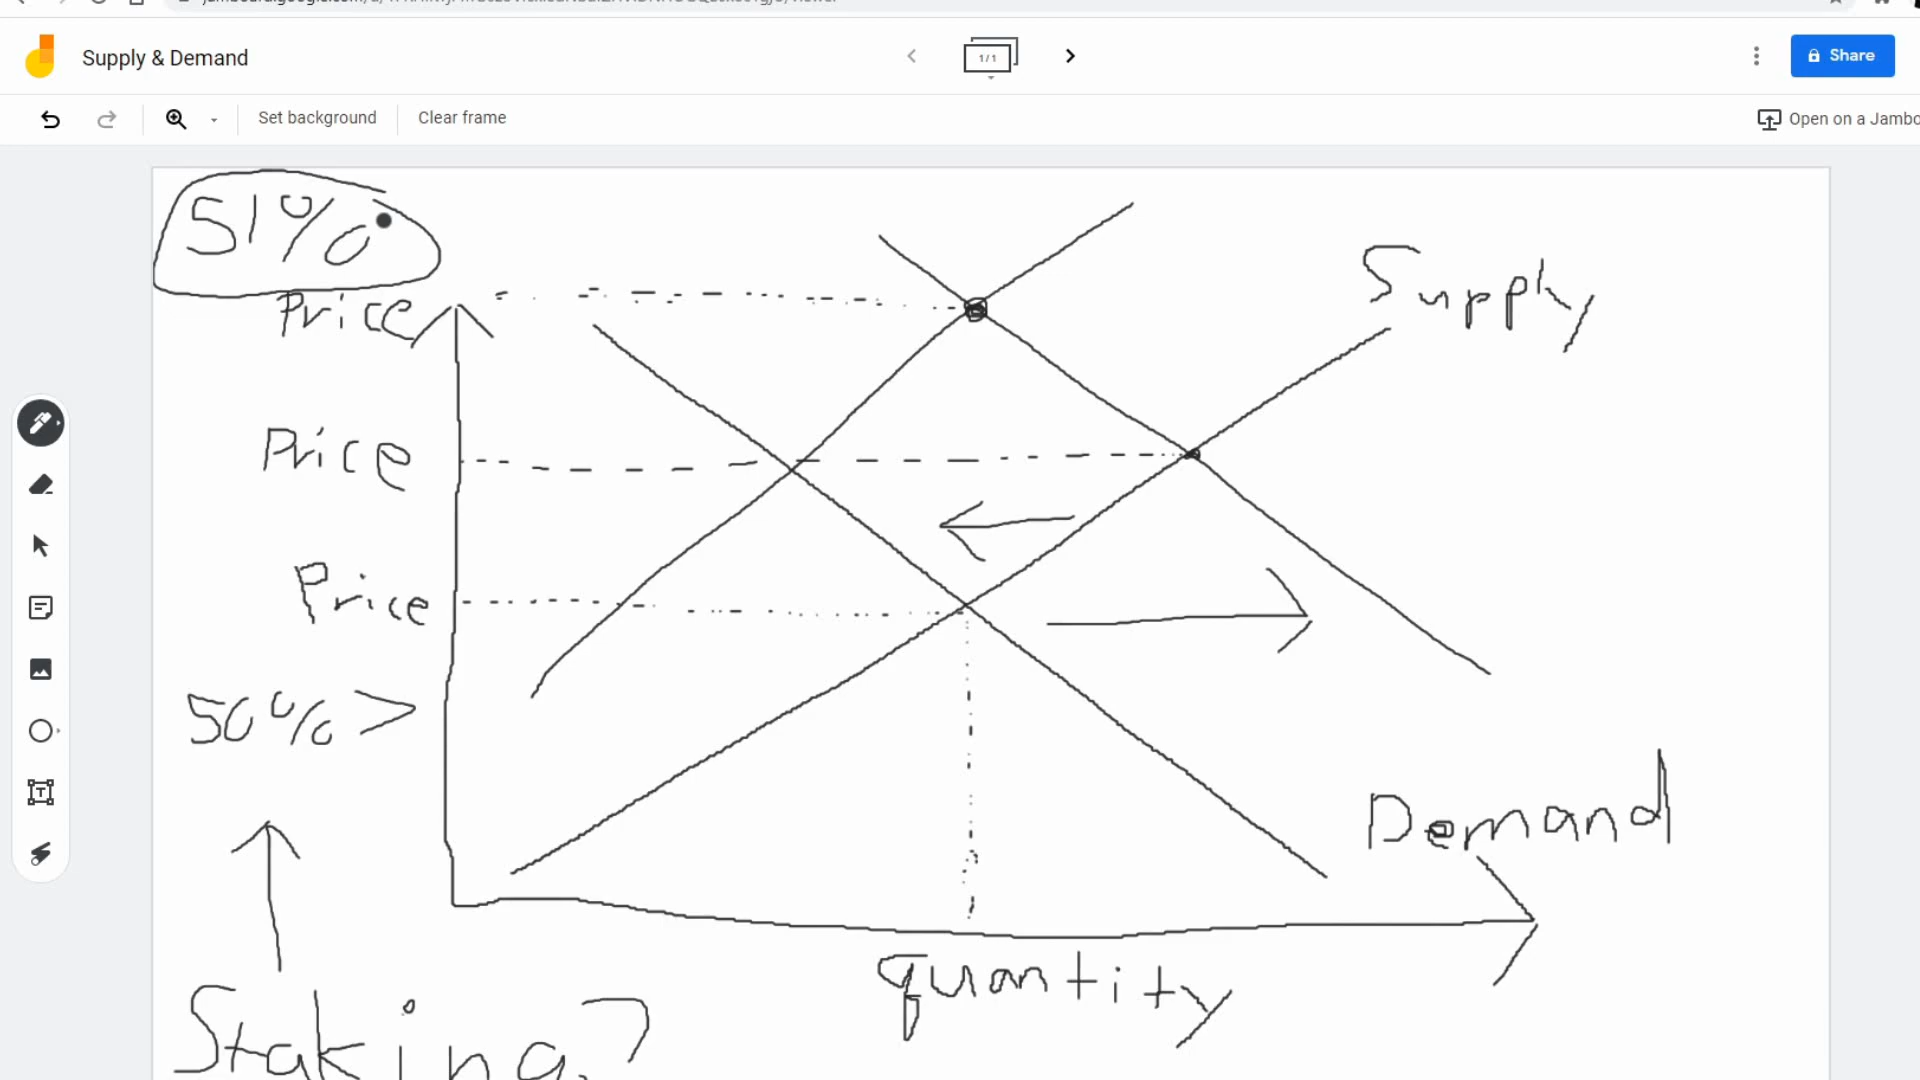 Supply & Demand
1/1
Share
Set background
Clear frame
Open on a Jambo
51%
Price
Supply
Price
Price
50% >
Demand
quantity
Staking?